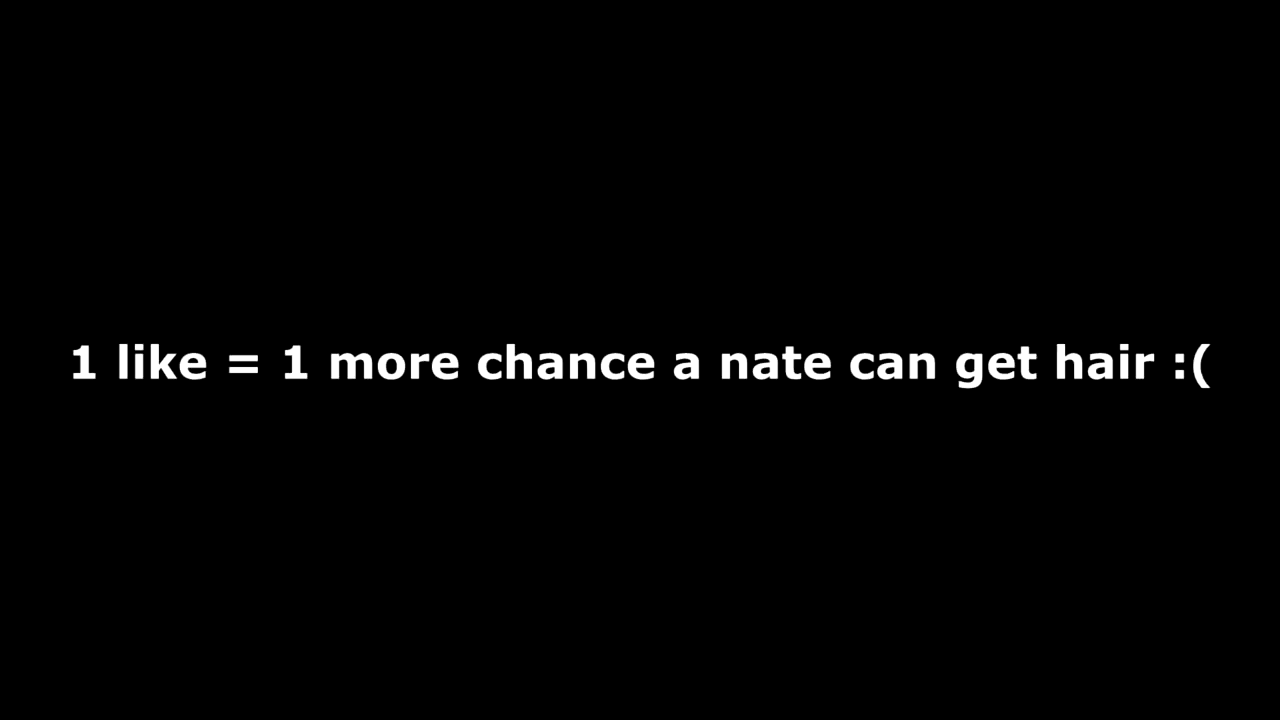 1 like = 1 more chance a nate can get hair :(